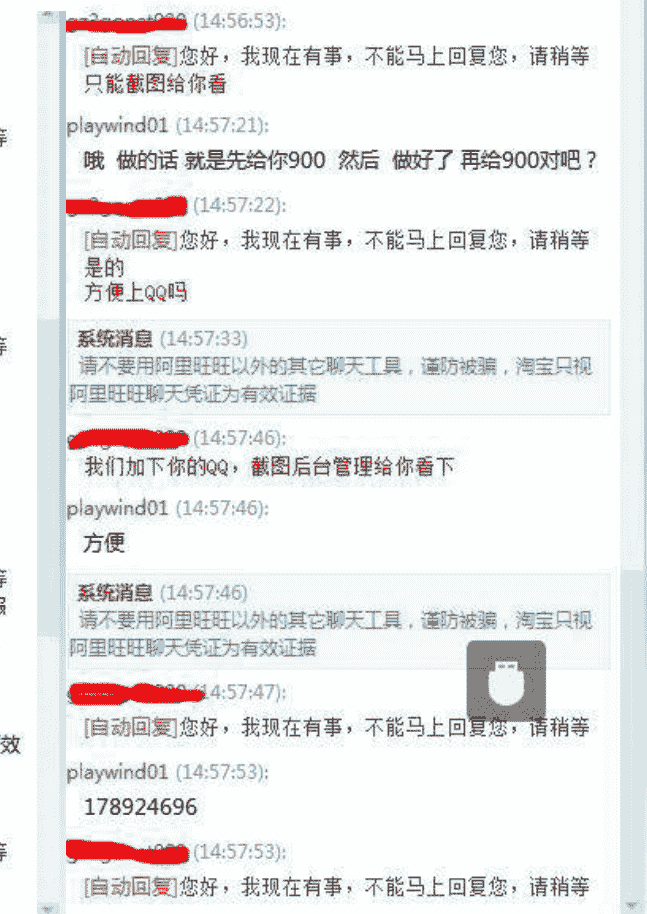 (14:56:53):
[自动回复]您好，我现在有事，不能马上回复您，请稍等
只能截图给你看
等
playwind01 (14:57:21):
哦 做的话 就是先给你900 然后 做好了 再给900对吧？
(14:57:22):
[自动回复]您好，我现在有事，不能马上回复您，请稍等
是的
方便上QQ吗
系统消息 (14:57:33)
等
请不要用阿里旺旺以外的其它聊天工具，谨防被骗，淘宝只视
阿里旺旺聊天凭证为有效证据
(14:57:46):
我们加下你的QQ，截图后台管理给你看下
playwind01 (14:57:46):
方便
等
系统消息 (14:57:46)
请不要用阿里旺旺以外的其它聊天工具，谨防被骗，淘宝只视
阿里旺旺聊天凭证为有效证据
14:57:47):
[自动回复]您好，我现在有事，不能马上回复您，请稍等
效
playwind01 (14:57:53):
178924696
(14:57:53):
等
[自动回复]您好，我现在有事，不能马上回复您，请稍等